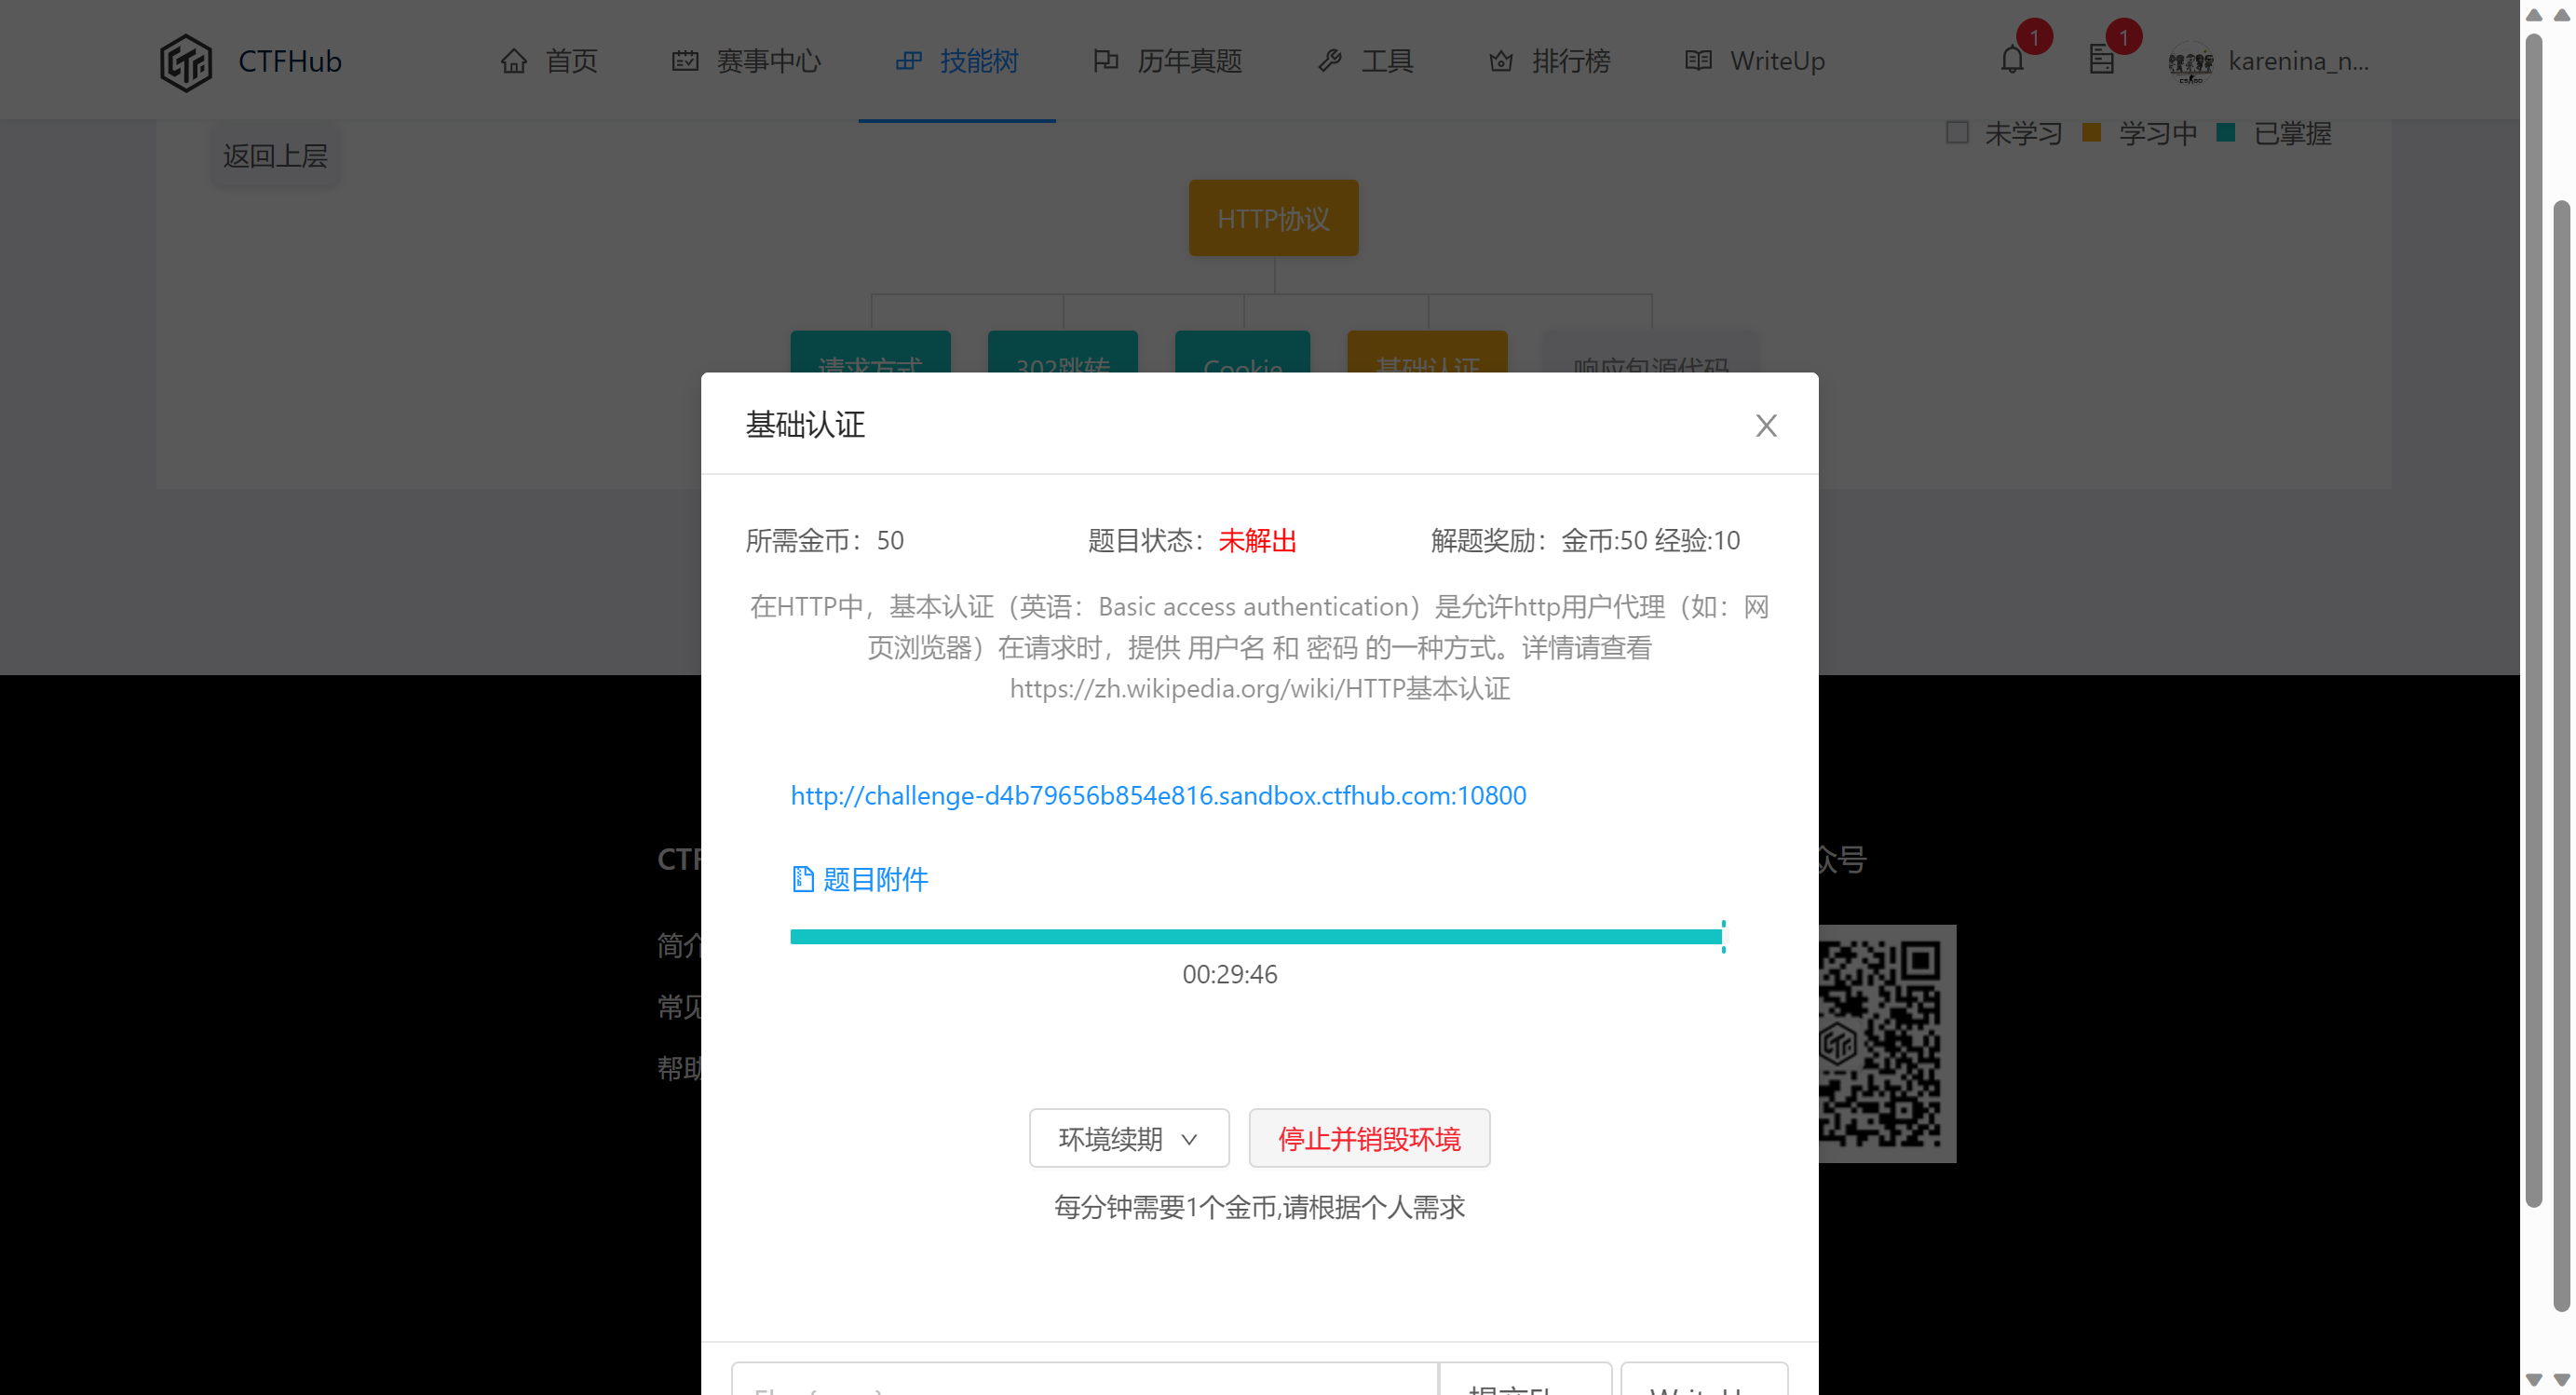 CTFHub
首页
赛事中心
技能树
历年真题
工具
排行榜
WriteUp
1
1
karenina_n...
返回上层
未学习
学习中
已掌握
HTTP协议
请求方式
302跳转
Cookie
基础认证
响应包源代码
基础认证
所需金币：50
题目状态：未解出
解题奖励：金币:50 经验:10
在HTTP中，基本认证（英语：Basic access authentication）是允许http用户代理（如：网
页浏览器）在请求时，提供 用户名 和 密码 的一种方式。详情请查看
https://zh.wikipedia.org/wiki/HTTP基本认证
http://challenge-d4b79656b854e816.sandbox.ctfhub.com:10800
题目附件
00:29:46
环境续期
停止并销毁环境
每分钟需要1个金币,请根据个人需求
CTF
简介
常见
帮助
众号